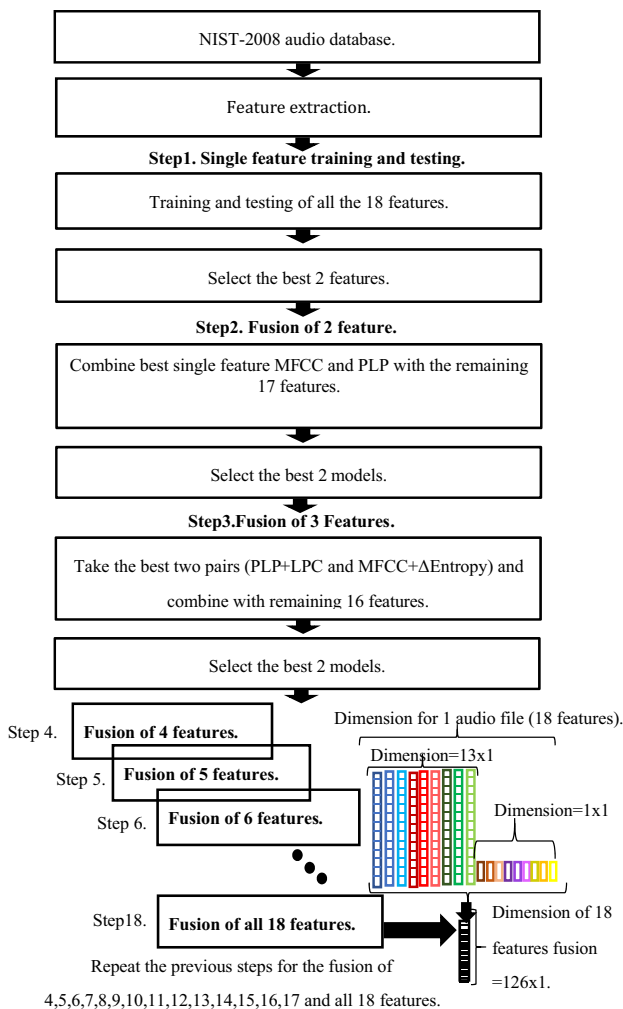 NIST-2008 audio database.
Feature extraction.
Step1. Single feature training and testing.
Training and testing of all the 18 features.
Select the best 2 features.
Step2. Fusion of 2 feature.
Combine best single feature MFCC and PLP with the remaining
17 features.
Select the best 2 models.
Step3.Fusion of 3 Features.
Take the best two pairs (PLP+LPC and MFCC+ΔEntropy) and
combine with remaining 16 features.
Select the best 2 models.
Step 4.
Fusion of 4 features.
Step 5.
Fusion of 5 features.
Step 6.
Fusion of 6 features.
Dimension for 1 audio file (18 features).
Dimension=13x1
Dimension=1x1
Step18.
Fusion of all 18 features.
Dimension of 18
features fusion
=126x1.
Repeat the previous steps for the fusion of
4,5,6,7,8,9,10,11,12,13,14,15,16,17 and all 18 features.